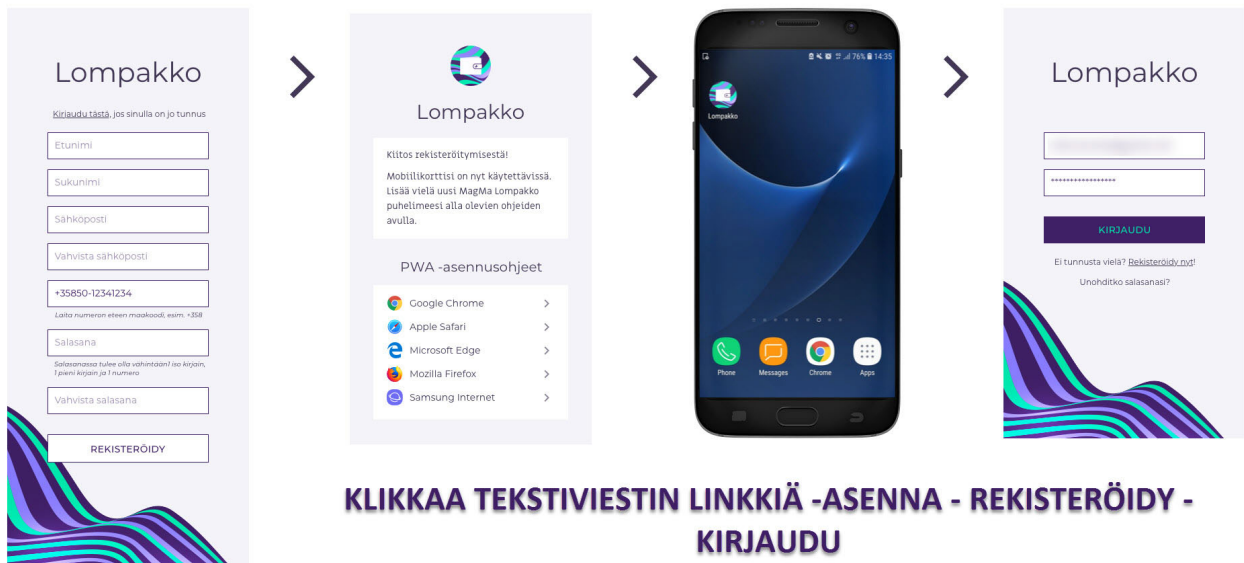 Lompakko
Kirjaudu tästä, jos sinulla on jo tunnus
Etunimi
Sukunimi
Sähköposti
Vahvista sähköposti
+35850-12341234
Laita numeron eteen maakoodi, esim. +358
Salasana
Salasanassa tulee olla vähintään1 iso kirjain,
1 pieni kirjain ja 1 numero
Vahvista salasana
REKISTERÖIDY
Lompakko
Kiitos rekisteröitymisestä!
Mobiilikorttisi on nyt käytettävissä.
Lisää vielä uusi MagMa Lompakko
puhelimeesi alla olevien ohjeiden
avulla.
PWA -asennusohjeet
Google Chrome
Apple Safari
Microsoft Edge
Mozilla Firefox
Samsung Internet
76% 14:35
Lompakko
Phone Messages Chrome Apps
Lompakko
*****************
KIRJAUDU
Ei tunnusta vielä? Rekisteröidy nyt!
Unohditko salasanasi?
KLIKKAA TEKSTIVIESTIN LINKKIÄ -ASENNA - REKISTERÖIDY -
KIRJAUDU